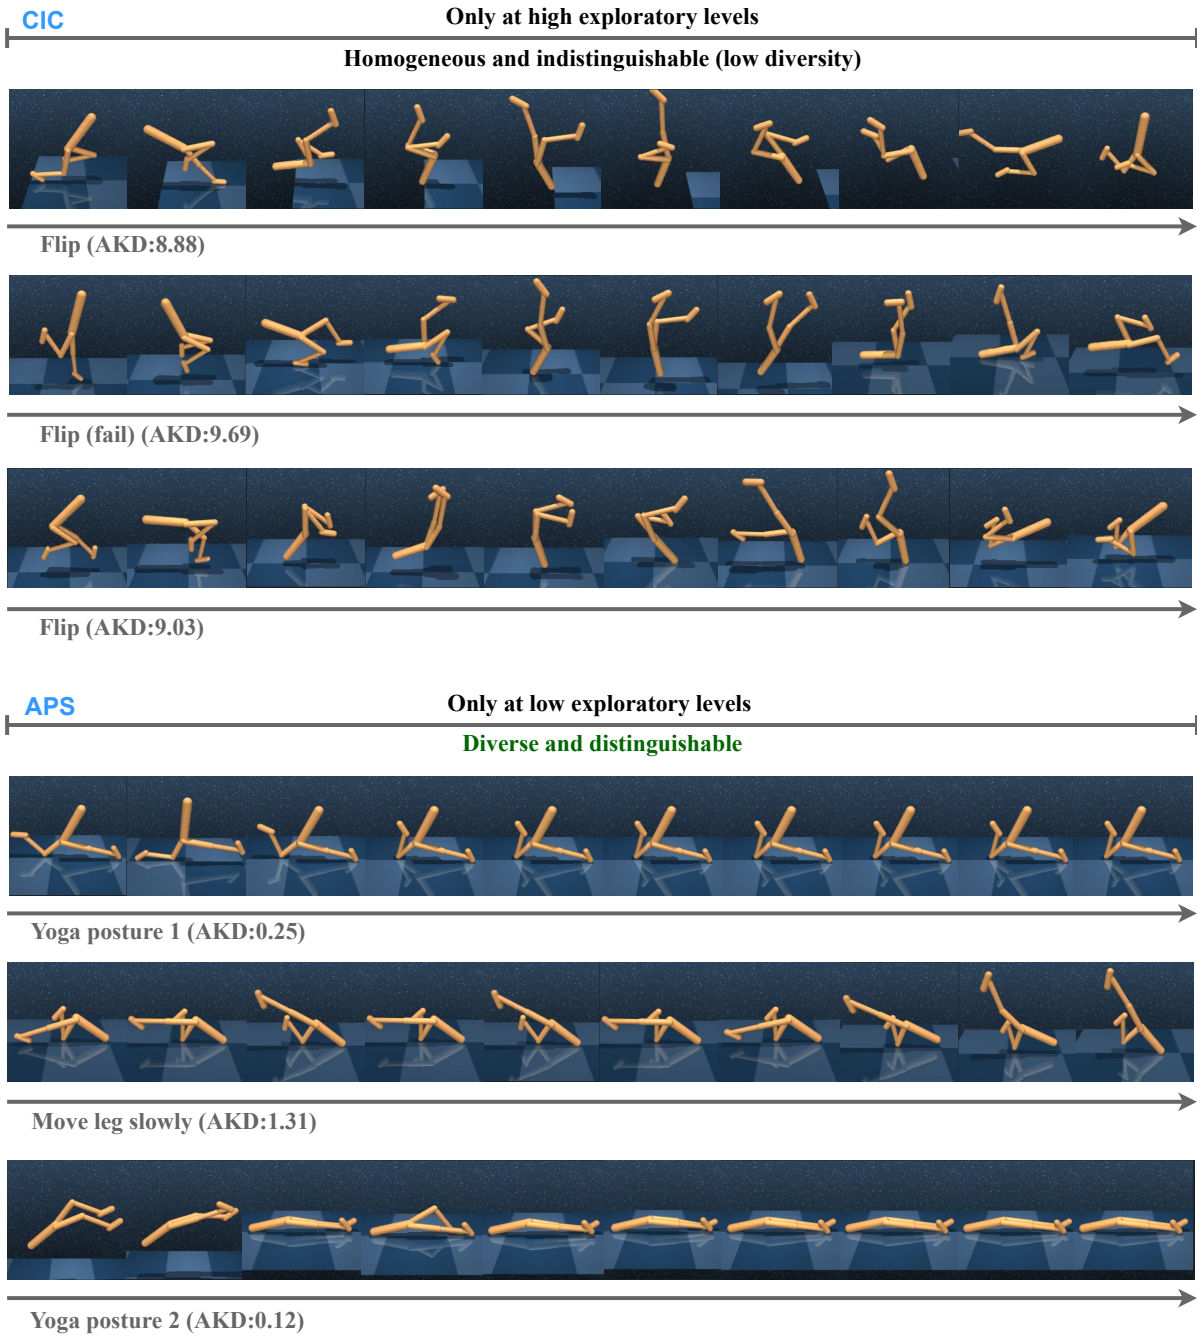 CIC
Only at high exploratory levels
Homogeneous and indistinguishable (low diversity)
Flip (AKD:8.88)
Flip (fail) (AKD:9.69)
Flip (AKD:9.03)
APS
Only at low exploratory levels
Diverse and distinguishable
Yoga posture 1 (AKD:0.25)
Move leg slowly (AKD:1.31)
Yoga posture 2 (AKD:0.12)